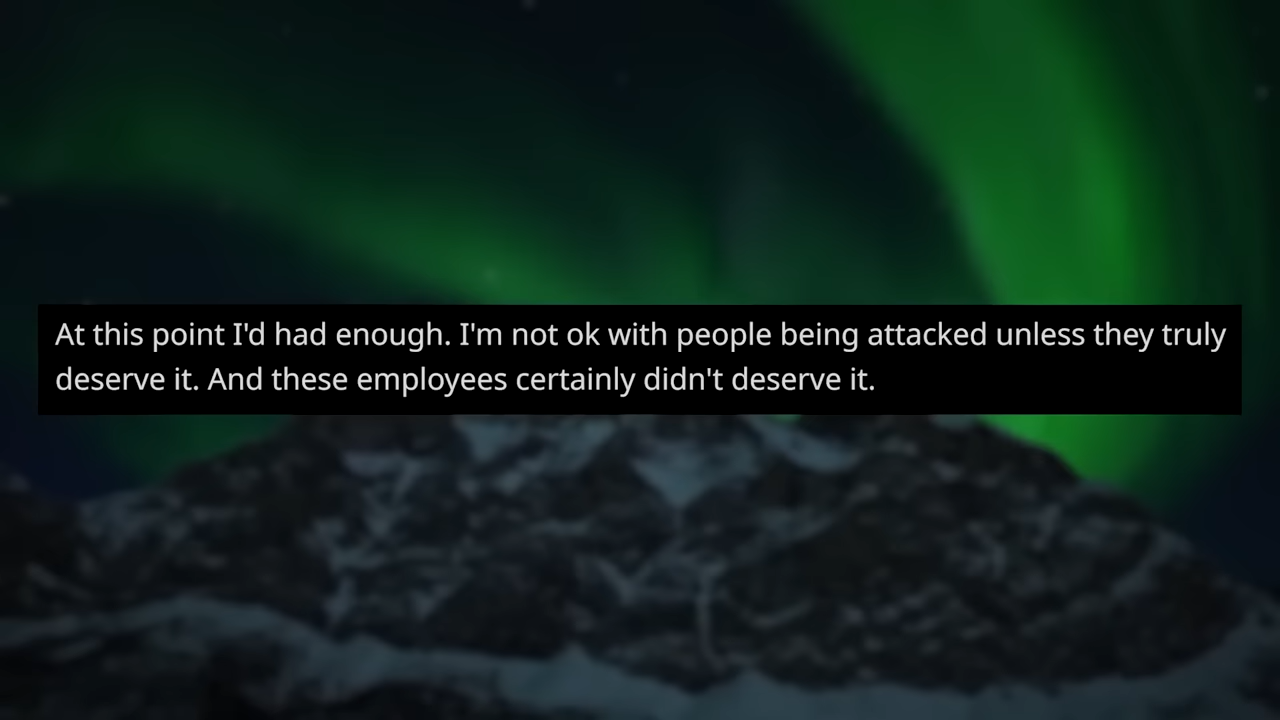 At this point I'd had enough. I'm not ok with people being attacked unless they truly
deserve it. And these employees certainly didn't deserve it.